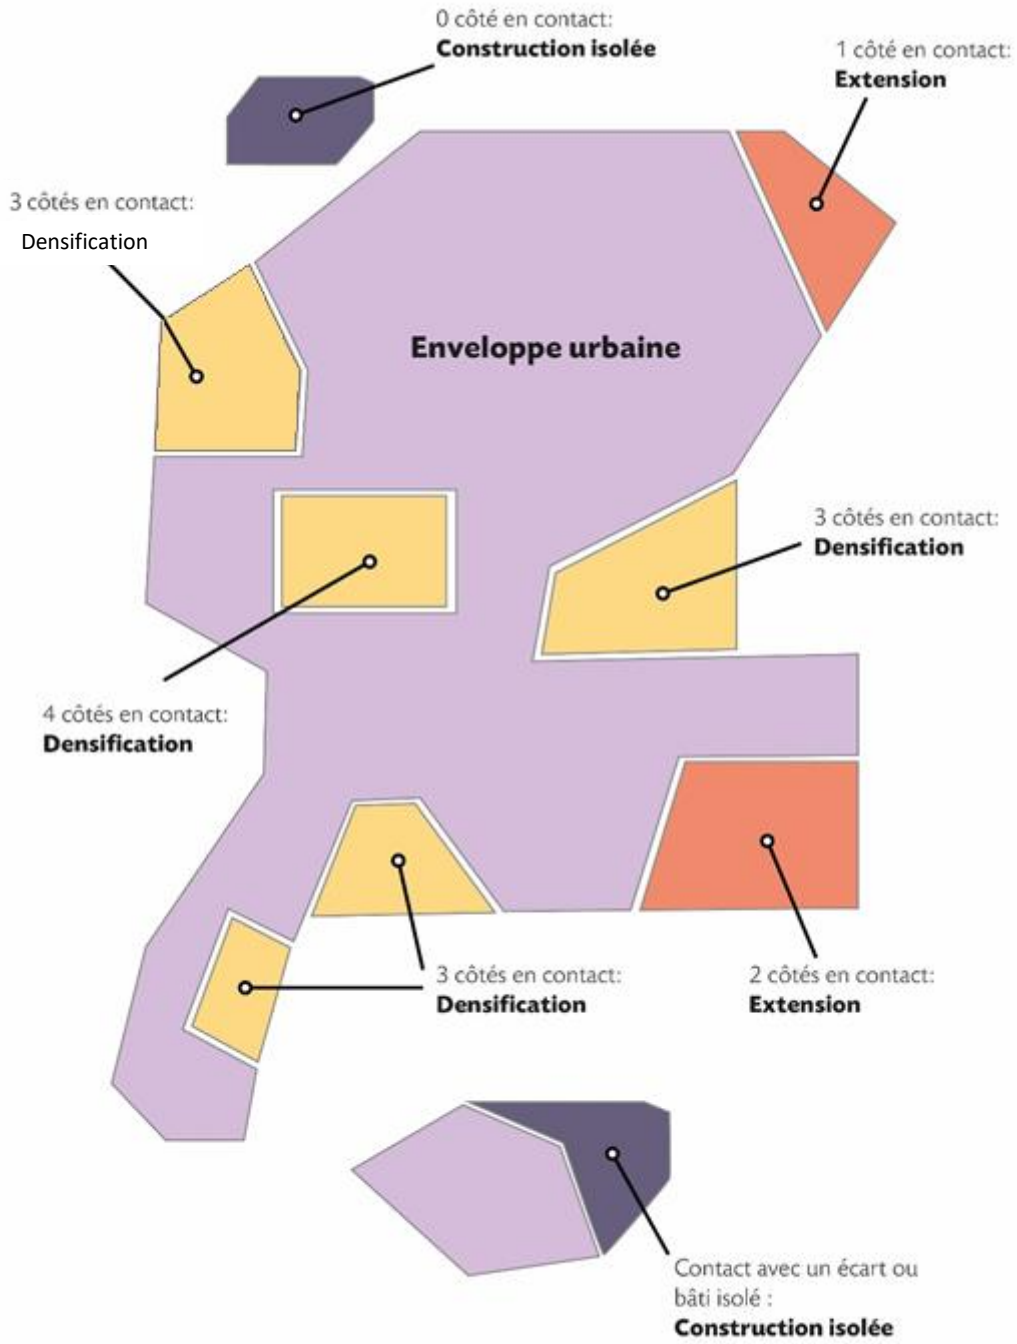 0 côté en contact:
Construction isolée
1 côté en contact:
Extension
3 côtés en contact:
Densification
Enveloppe urbaine
3 côtés en contact:
Densification
4 côtés en contact:
Densification
3 côtés en contact:
Densification
2 côtés en contact:
Extension
Contact avec un écart ou
bâti isolé :
Construction isolée